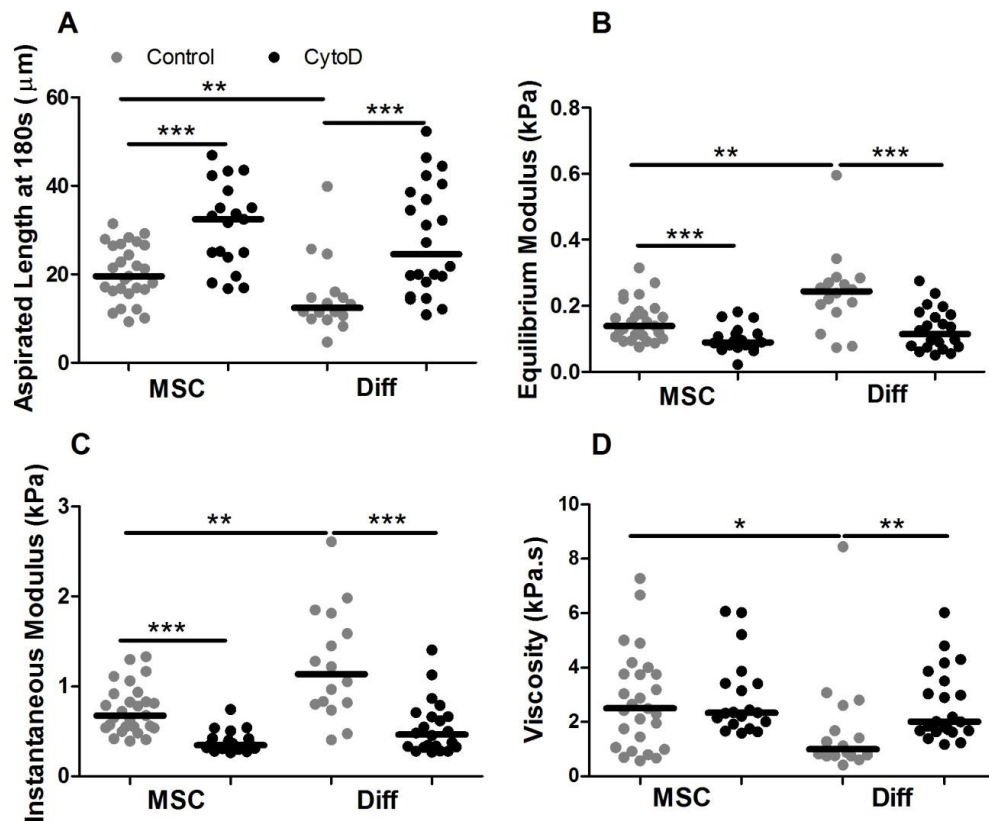 A
Control CytoD
Aspirated Length at 180s ( μm)
60
40
20
0
**
***
***
MSC Diff
B
Equilibrium Modulus (kPa)
0.8
0.6
0.4
0.2
0.0
**
***
***
MSC Diff
C
Instantaneous Modulus (kPa)
3
2
1
0
**
***
***
MSC Diff
D
Viscosity (kPa.s)
10
8
6
4
2
0
*
**
MSC Diff